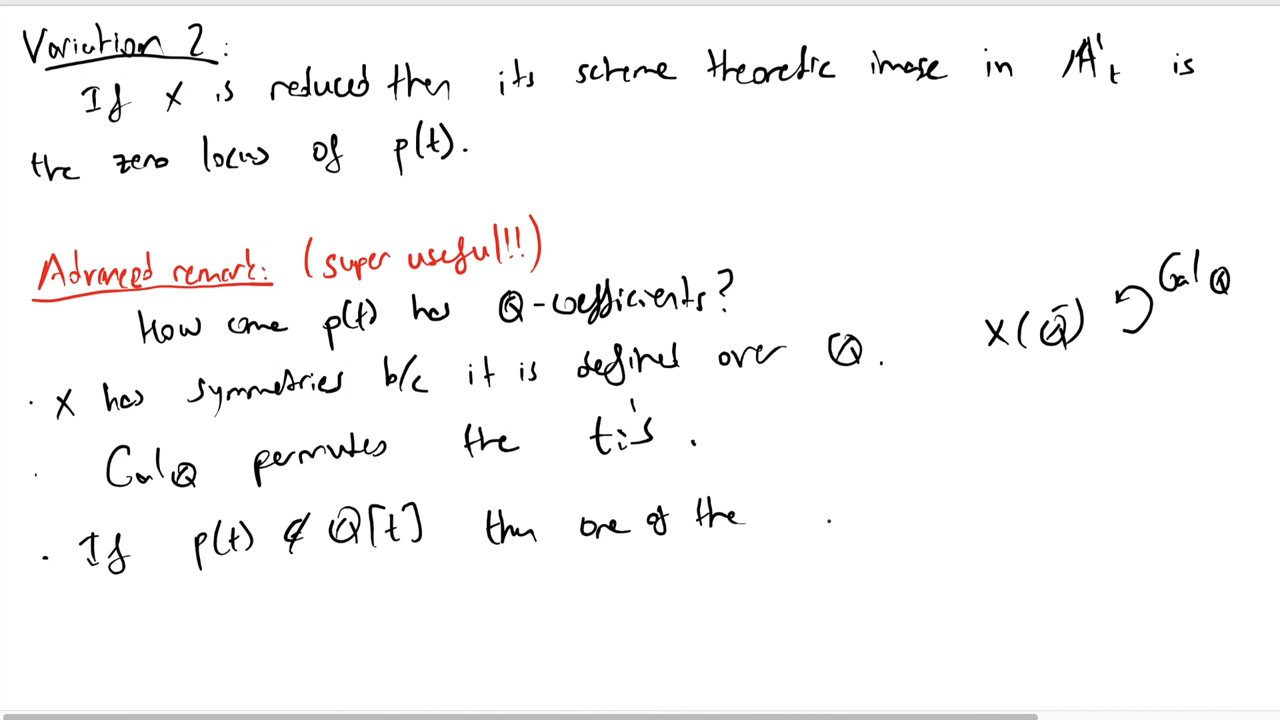 Variation 2:
If X is reduced then its scheme theoretic image in 𝔸¹ₜ is
the zero locus of p(t).
Advanced remark: (super useful!!)
How come p(t) has ℚ-coefficients?
X(ℚ̄) ↺ Gal_ℚ
· X has symmetries b/c it is defined over ℚ.
· Gal_ℚ permutes the tᵢ's.
· If p(t) ∉ ℚ[t] then one of the .